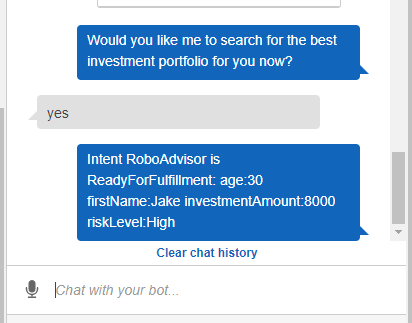 Would you like me to search for the best
investment portfolio for you now?
yes
Intent RoboAdvisor is
ReadyForFulfillment: age:30
firstName:Jake investmentAmount:8000
riskLevel:High
Clear chat history
Chat with your bot...